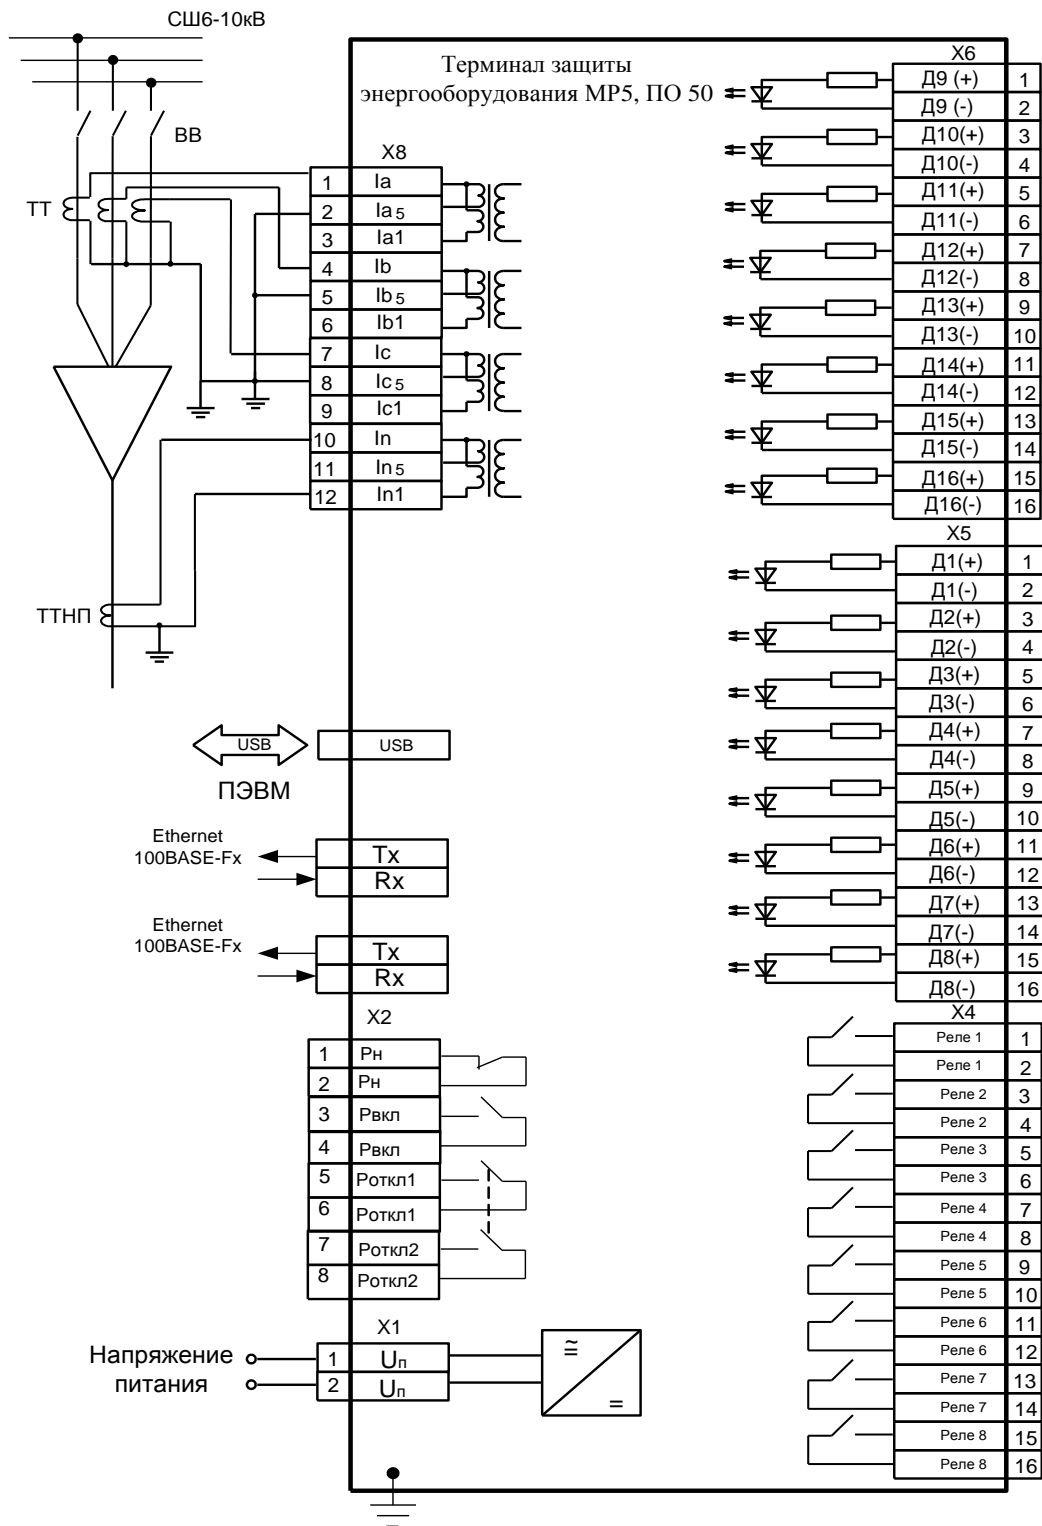 СШ6-10кВ
Терминал защиты
энергооборудования МР5, ПО 50
ВВ
ТТ
X8
1 Ia
2 Ia5
3 Ia1
4 Ib
5 Ib5
6 Ib1
7 Ic
8 Ic5
9 Ic1
10 In
11 In5
12 In1
ТТНП
USB
USB
ПЭВМ
Ethernet
100BASE-Fx
Tx
Rx
Ethernet
100BASE-Fx
Tx
Rx
X2
1 Рн
2 Рн
3 Рвкл
4 Рвкл
5 Роткл1
6 Роткл1
7 Роткл2
8 Роткл2
X1
Напряжение
питания
1 Uп
2 Uп
X6
Д9 (+) 1
Д9 (-) 2
Д10(+) 3
Д10(-) 4
Д11(+) 5
Д11(-) 6
Д12(+) 7
Д12(-) 8
Д13(+) 9
Д13(-) 10
Д14(+) 11
Д14(-) 12
Д15(+) 13
Д15(-) 14
Д16(+) 15
Д16(-) 16
X5
Д1(+) 1
Д1(-) 2
Д2(+) 3
Д2(-) 4
Д3(+) 5
Д3(-) 6
Д4(+) 7
Д4(-) 8
Д5(+) 9
Д5(-) 10
Д6(+) 11
Д6(-) 12
Д7(+) 13
Д7(-) 14
Д8(+) 15
Д8(-) 16
X4
Реле 1 1
Реле 1 2
Реле 2 3
Реле 2 4
Реле 3 5
Реле 3 6
Реле 4 7
Реле 4 8
Реле 5 9
Реле 5 10
Реле 6 11
Реле 6 12
Реле 7 13
Реле 7 14
Реле 8 15
Реле 8 16